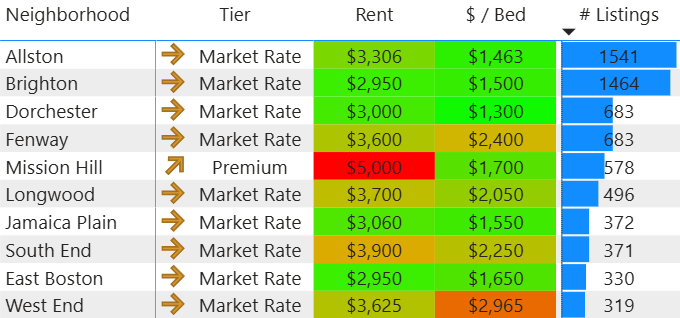 Neighborhood Tier Rent $ / Bed # Listings
Allston Market Rate $3,306 $1,463 1541
Brighton Market Rate $2,950 $1,500 1464
Dorchester Market Rate $3,000 $1,300 683
Fenway Market Rate $3,600 $2,400 683
Mission Hill Premium $5,000 $1,700 578
Longwood Market Rate $3,700 $2,050 496
Jamaica Plain Market Rate $3,060 $1,550 372
South End Market Rate $3,900 $2,250 371
East Boston Market Rate $2,950 $1,650 330
West End Market Rate $3,625 $2,965 319